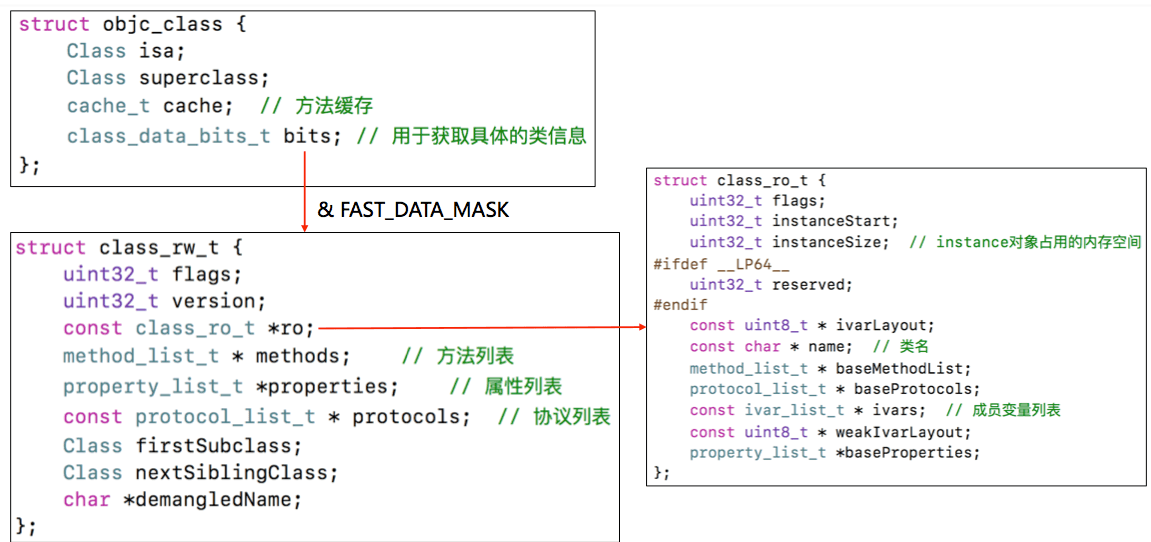 struct objc_class {
    Class isa;
    Class superclass;
    cache_t cache;  // 方法缓存
    class_data_bits_t bits; // 用于获取具体的类信息
};
& FAST_DATA_MASK
struct class_rw_t {
    uint32_t flags;
    uint32_t version;
    const class_ro_t *ro;
    method_list_t * methods;    // 方法列表
    property_list_t *properties;    // 属性列表
    const protocol_list_t * protocols;  // 协议列表
    Class firstSubclass;
    Class nextSiblingClass;
    char *demangledName;
};
struct class_ro_t {
    uint32_t flags;
    uint32_t instanceStart;
    uint32_t instanceSize;  // instance对象占用的内存空间
#ifdef __LP64__
    uint32_t reserved;
#endif
    const uint8_t * ivarLayout;
    const char * name;  // 类名
    method_list_t * baseMethodList;
    protocol_list_t * baseProtocols;
    const ivar_list_t * ivars;  // 成员变量列表
    const uint8_t * weakIvarLayout;
    property_list_t *baseProperties;
};